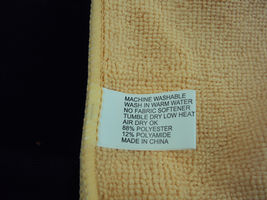 MACHINE WASHABLE
WASH IN WARM WATER
NO FABRIC SOFTENER
TUMBLE DRY LOW HEAT
AIR DRY OK
88% POLYESTER
12% POLYAMIDE
MADE IN CHINA